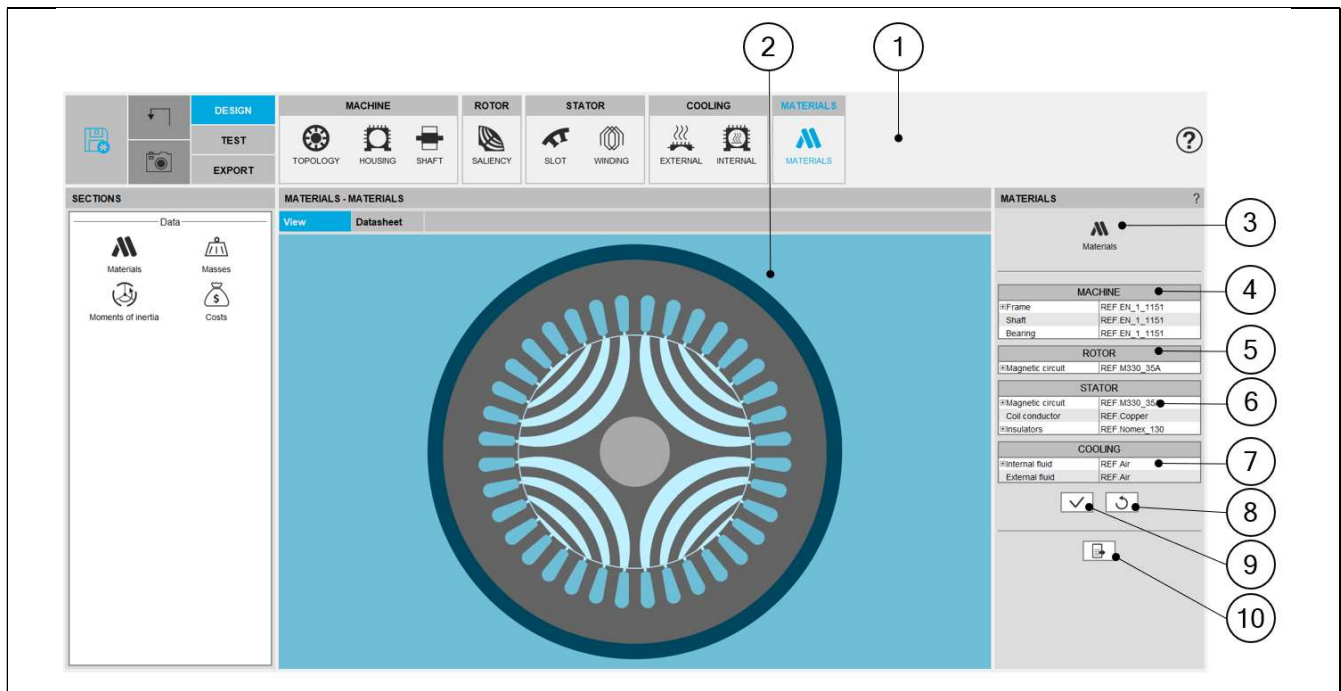 2 1
DESIGN MACHINE ROTOR STATOR COOLING MATERIALS
TEST
TOPOLOGY HOUSING SHAFT SALIENCY SLOT WINDING EXTERNAL INTERNAL MATERIALS
EXPORT
?
SECTIONS
Data
Materials Masses
Moments of inertia Costs
$
MATERIALS - MATERIALS
View Datasheet
MATERIALS ?
Materials
3
MACHINE 4
Frame REF.EN_1_1151
Shaft REF.EN_1_1151
Bearing REF.EN_1_1151
ROTOR 5
Magnetic circuit REF.M330_35A
STATOR
Magnetic circuit REF.M330_35A 6
Coil conductor REF.Copper
Insulators REF.Nomex_130
COOLING
Internal fluid REF.Air 7
External fluid REF.Air
8
9
10